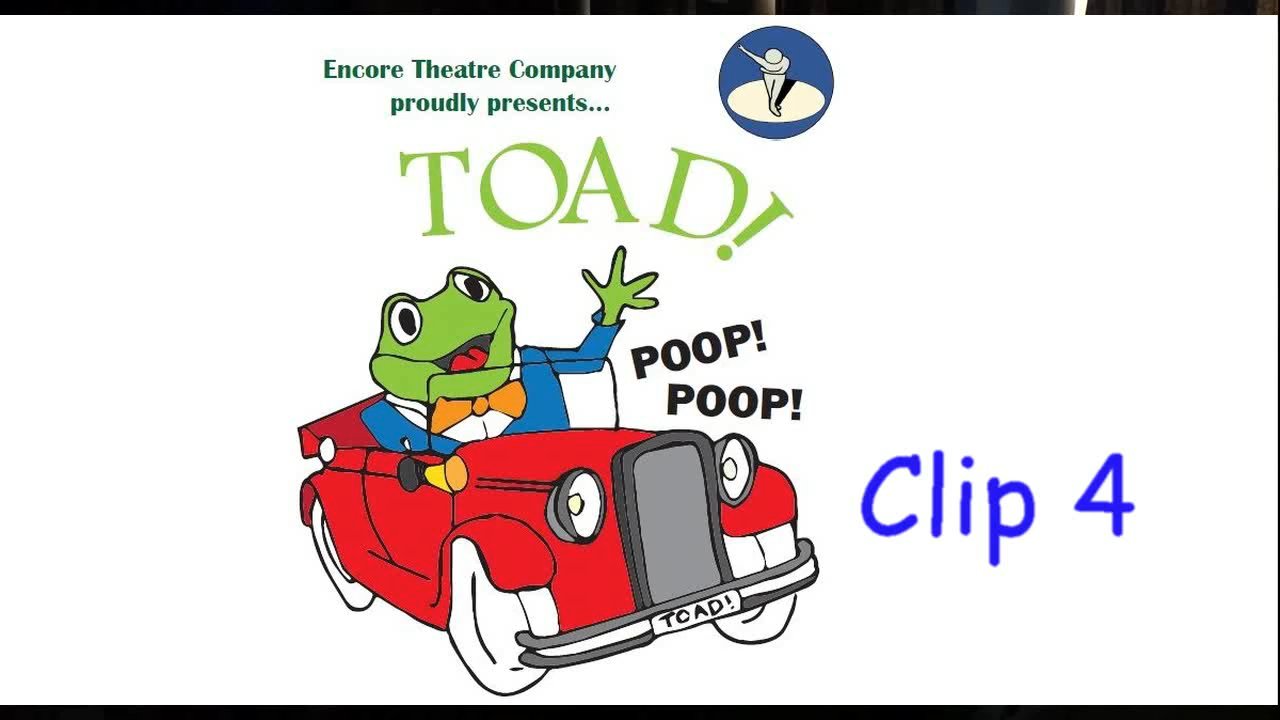 Encore Theatre Company
proudly presents...
TOAD!
POOP!
POOP!
Clip 4
TOAD!